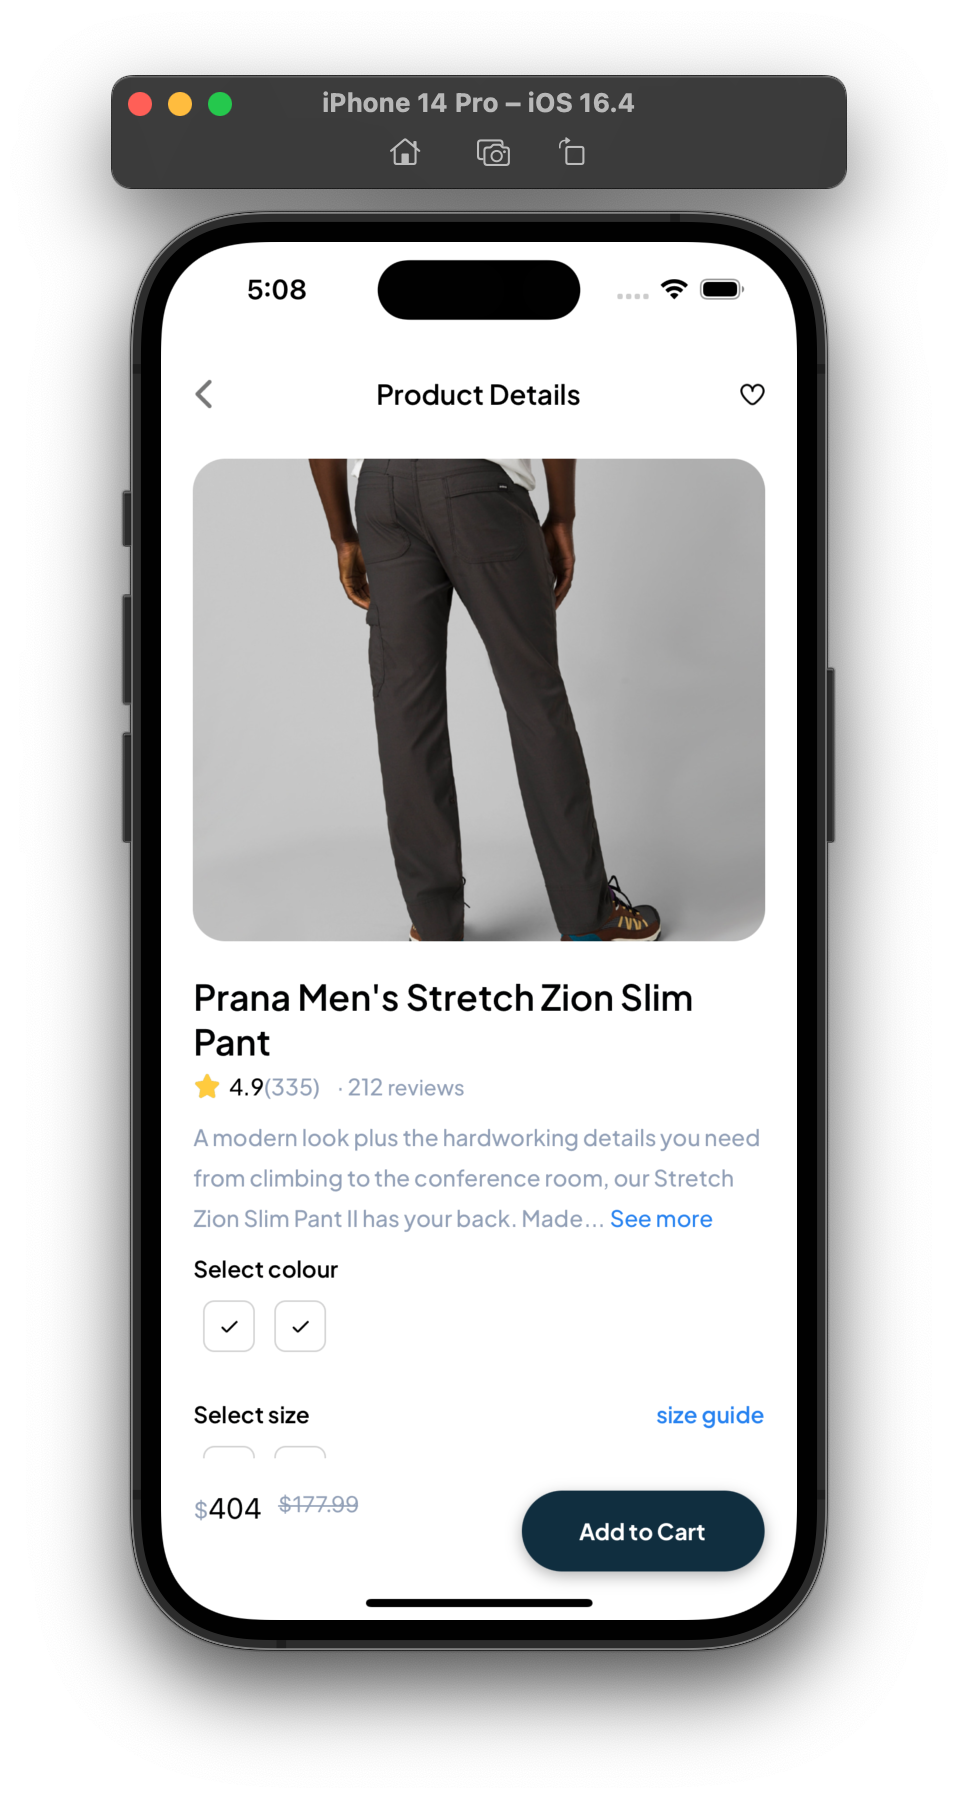 iPhone 14 Pro – iOS 16.4
5:08
Product Details
Prana Men's Stretch Zion Slim
Pant
4.9(335) · 212 reviews
A modern look plus the hardworking details you need
from climbing to the conference room, our Stretch
Zion Slim Pant II has your back. Made... See more
Select colour
Select size size guide
$404 $177.99
Add to Cart